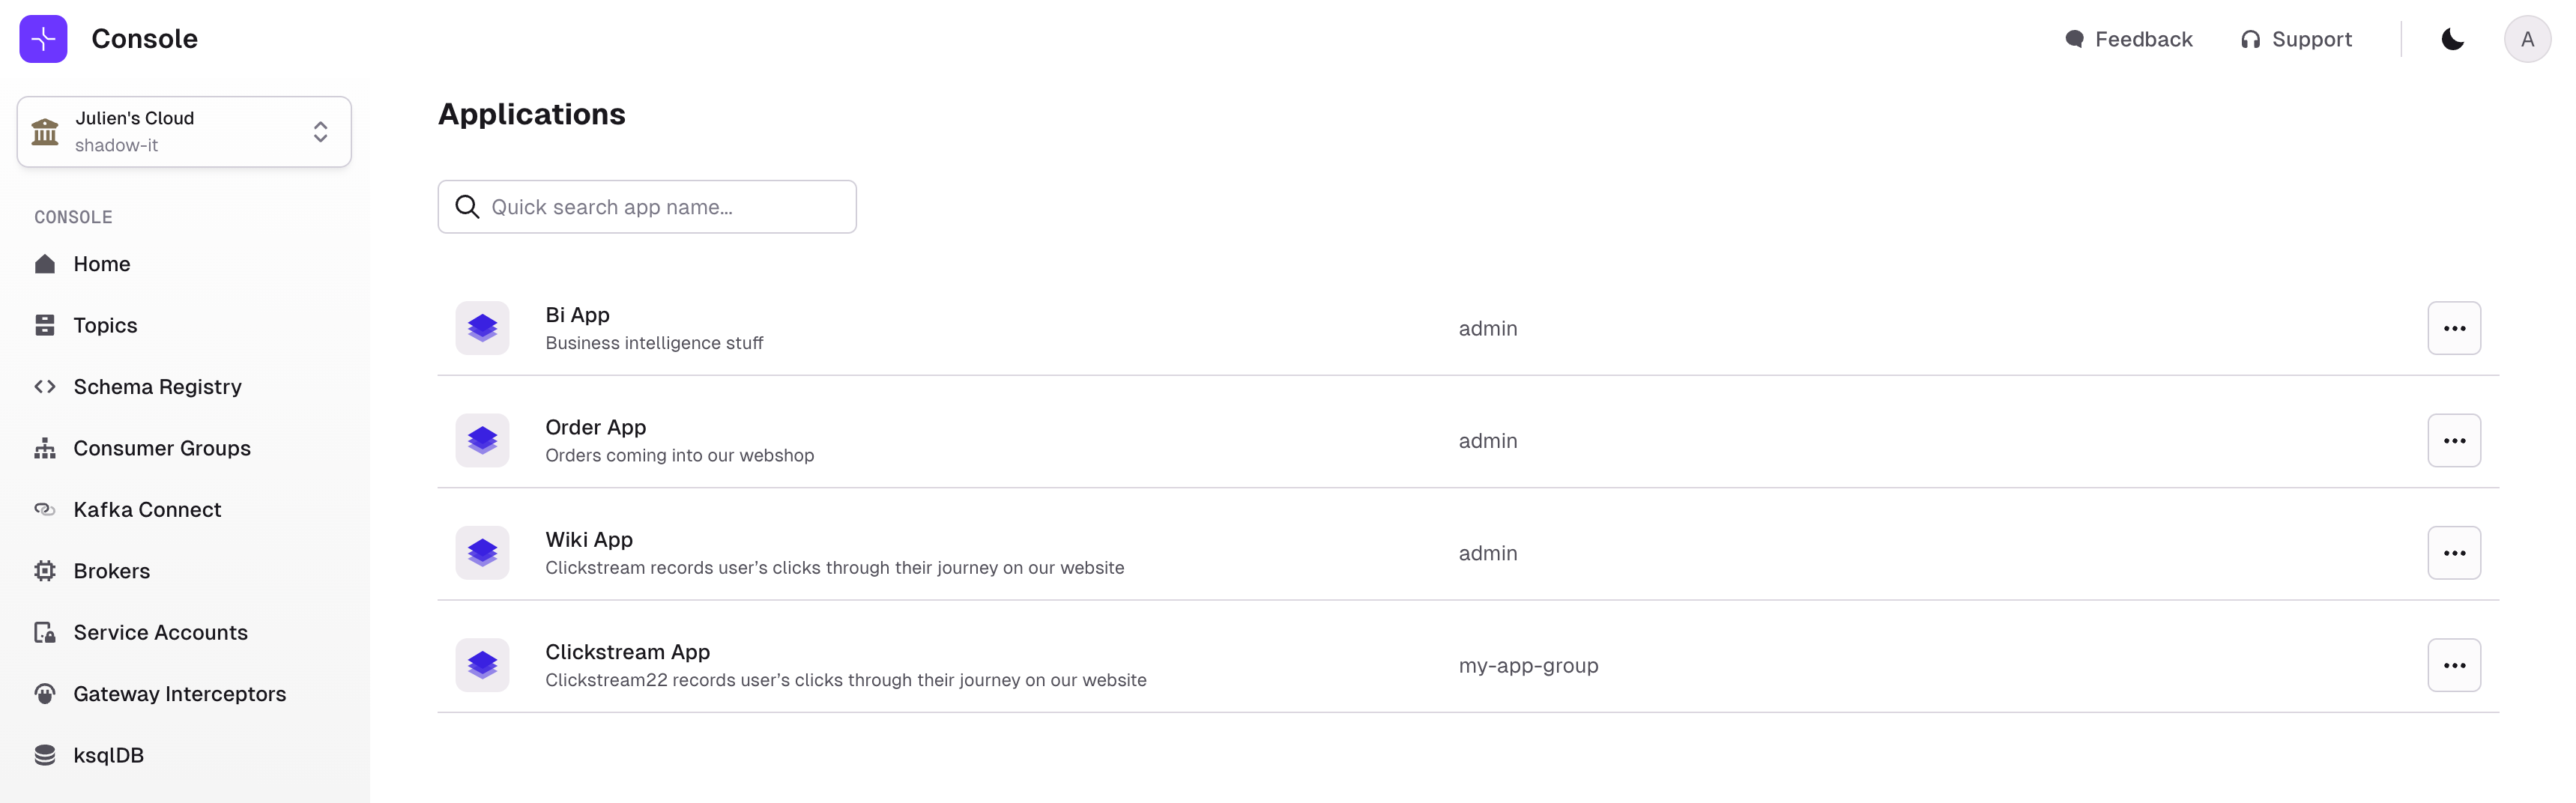 Console
Feedback
Support
A
Julien's Cloud
shadow-it
CONSOLE
Home
Topics
Schema Registry
Consumer Groups
Kafka Connect
Brokers
Service Accounts
Gateway Interceptors
ksqlDB
Applications
Quick search app name...
Bi App
Business intelligence stuff
admin
Order App
Orders coming into our webshop
admin
Wiki App
Clickstream records user’s clicks through their journey on our website
admin
Clickstream App
Clickstream22 records user’s clicks through their journey on our website
my-app-group